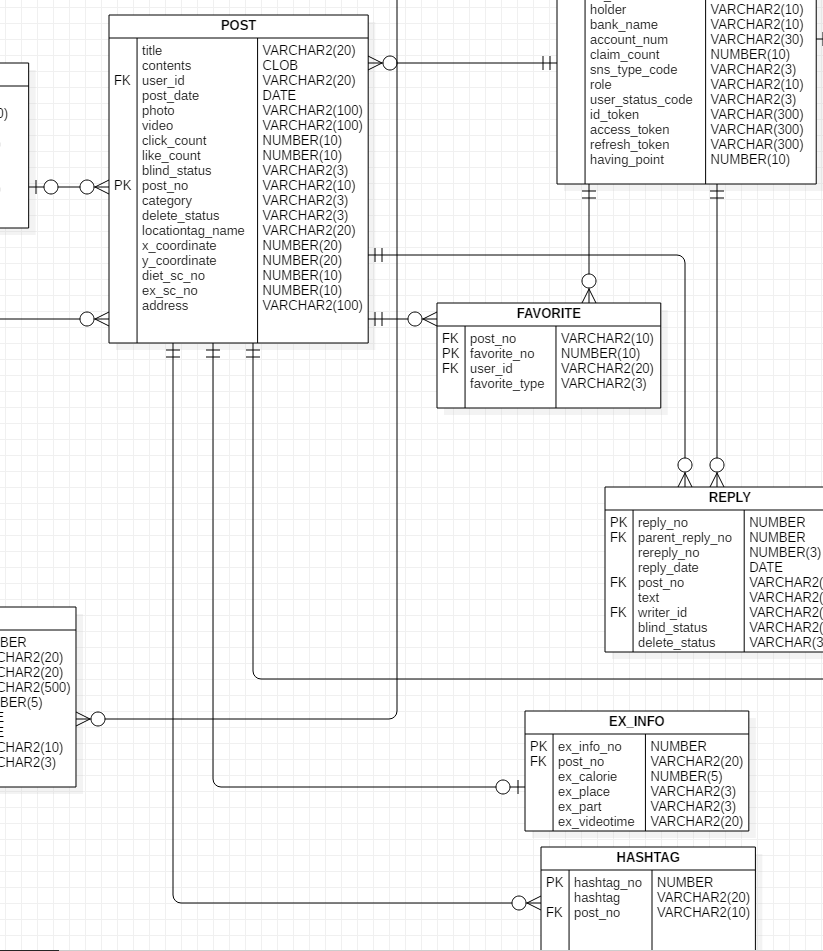 POST
title VARCHAR2(20)
contents CLOB
FK user_id VARCHAR2(20)
post_date DATE
photo VARCHAR2(100)
video VARCHAR2(100)
click_count NUMBER(10)
like_count NUMBER(10)
blind_status VARCHAR2(3)
PK post_no VARCHAR2(10)
category VARCHAR2(3)
delete_status VARCHAR2(3)
locationtag_name VARCHAR2(20)
x_coordinate NUMBER(20)
y_coordinate NUMBER(20)
diet_sc_no NUMBER(10)
ex_sc_no NUMBER(10)
address VARCHAR2(100)
holder VARCHAR2(10)
bank_name VARCHAR2(10)
account_num VARCHAR2(30)
claim_count NUMBER(10)
sns_type_code VARCHAR2(3)
role VARCHAR2(10)
user_status_code VARCHAR2(3)
id_token VARCHAR(300)
access_token VARCHAR(300)
refresh_token VARCHAR(300)
having_point NUMBER(10)
FAVORITE
FK post_no VARCHAR2(10)
PK favorite_no NUMBER(10)
FK user_id VARCHAR2(20)
favorite_type VARCHAR2(3)
REPLY
PK reply_no NUMBER
FK parent_reply_no NUMBER
rereply_no NUMBER(3)
reply_date DATE
FK post_no VARCHAR2(
text VARCHAR2(
FK writer_id VARCHAR2(
blind_status VARCHAR2(
delete_status VARCHAR(3
BER
CHAR2(20)
CHAR2(20)
CHAR2(500)
BER(5)
E
E
CHAR2(10)
CHAR2(3)
EX_INFO
PK ex_info_no NUMBER
FK post_no VARCHAR2(20)
ex_calorie NUMBER(5)
ex_place VARCHAR2(3)
ex_part VARCHAR2(3)
ex_videotime VARCHAR2(20)
HASHTAG
PK hashtag_no NUMBER
hashtag VARCHAR2(20)
FK post_no VARCHAR2(10)